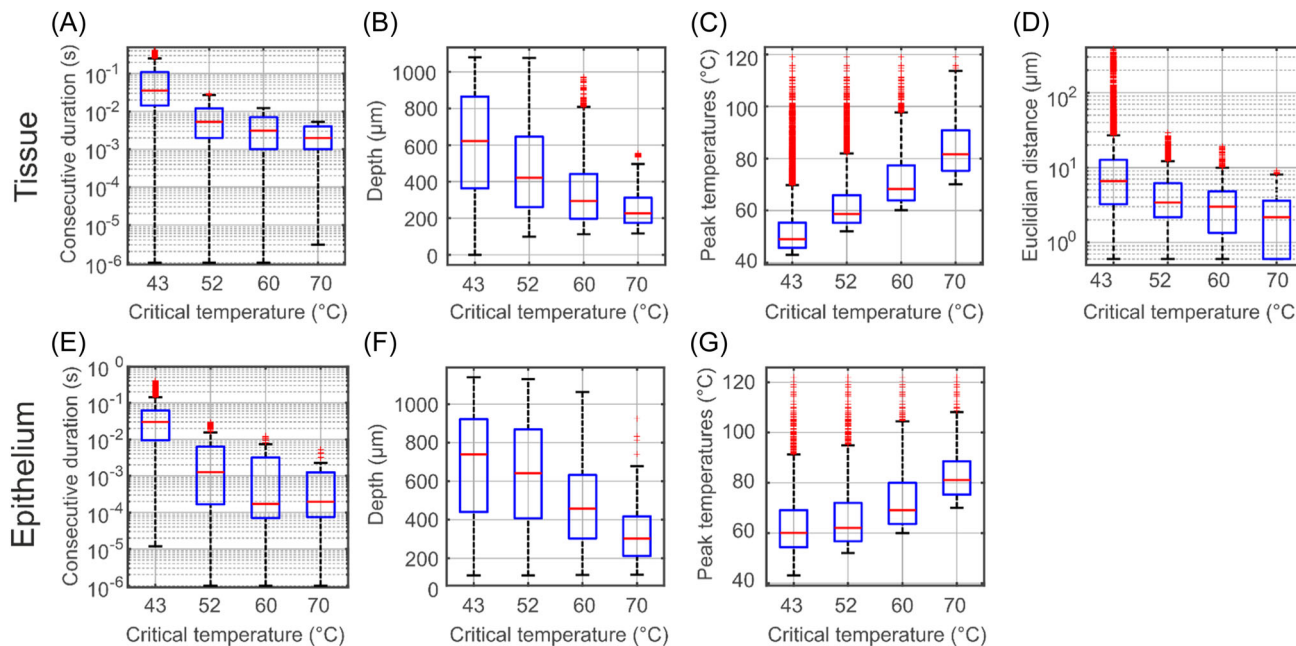 (A) (B) (C) (D)
Tissue
Consecutive duration (s)
10^-1
10^-2
10^-3
10^-4
10^-5
10^-6
43 52 60 70
Critical temperature (°C)
Depth (μm)
1000
800
600
400
200
0
43 52 60 70
Critical temperature (°C)
Peak temperatures (°C)
120
100
80
60
40
43 52 60 70
Critical temperature (°C)
Euclidian distance (μm)
10^2
10^1
10^0
43 52 60 70
Critical temperature (°C)
(E) (F) (G)
Epithelium
Consecutive duration (s)
10^0
10^-1
10^-2
10^-3
10^-4
10^-5
10^-6
43 52 60 70
Critical temperature (°C)
Depth (μm)
1000
800
600
400
200
0
43 52 60 70
Critical temperature (°C)
Peak temperatures (°C)
120
100
80
60
40
43 52 60 70
Critical temperature (°C)